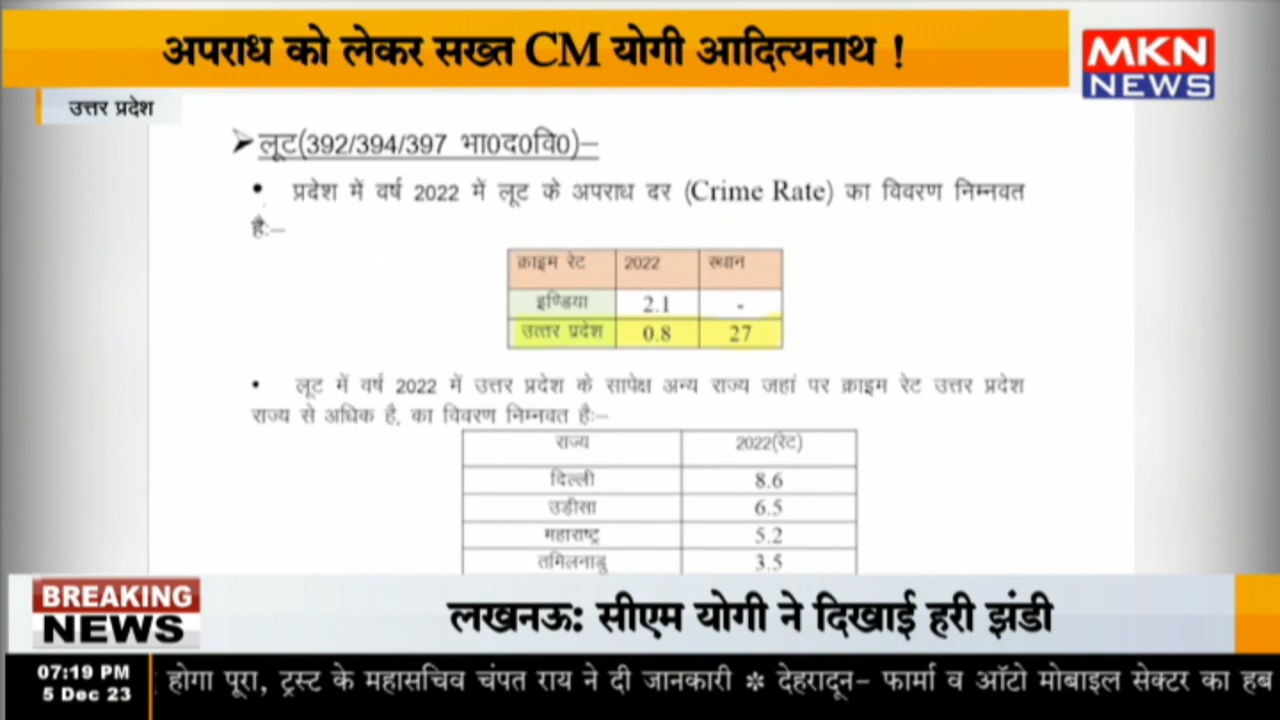 अपराध को लेकर सख्त CM योगी आदित्यनाथ !
MKN
NEWS
उत्तर प्रदेश
➢ लूट(392/394/397 भा0द0वि0)–
• प्रदेश में वर्ष 2022 में लूट के अपराध दर (Crime Rate) का विवरण निम्नवत
है:–
क्राइम रेट 2022 स्थान
इण्डिया 2.1 -
उत्तर प्रदेश 0.8 27
• लूट में वर्ष 2022 में उत्तर प्रदेश के सापेक्ष अन्य राज्य जहां पर क्राइम रेट उत्तर प्रदेश
राज्य से अधिक है, का विवरण निम्नवत है:–
राज्य 2022(रेट)
दिल्ली 8.6
उडीसा 6.5
महाराष्ट्र 5.2
तमिलनाडु 3.5
BREAKING
NEWS
लखनऊ: सीएम योगी ने दिखाई हरी झंडी
07:19 PM
5 Dec 23
होगा पूरा, ट्रस्ट के महासचिव चंपत राय ने दी जानकारी ✻ देहरादून– फार्मा व ऑटो मोबाइल सेक्टर का हब